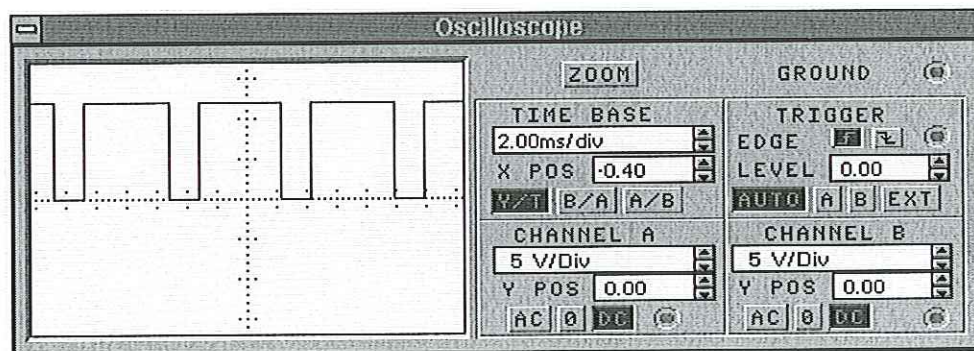 Oscilloscope
ZOOM GROUND
TIME BASE
2.00ms/div
X POS -0.40
Y/T B/A A/B
TRIGGER
EDGE
LEVEL 0.00
AUTO A B EXT
CHANNEL A
5 V/Div
Y POS 0.00
AC 0 DC
CHANNEL B
5 V/Div
Y POS 0.00
AC 0 DC